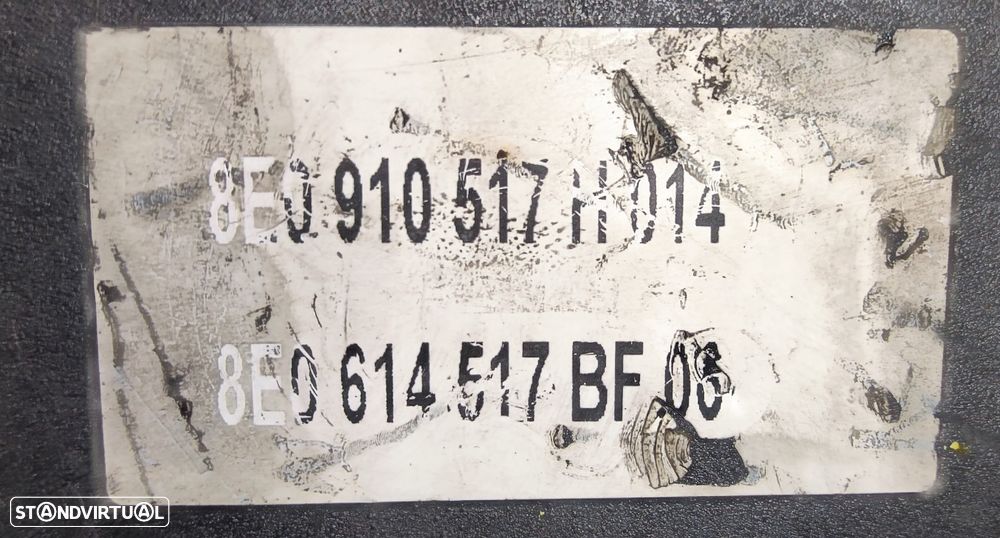 8E0 910 517 H 014
8E0 614 517 BF 06
STANDVIRTUAL